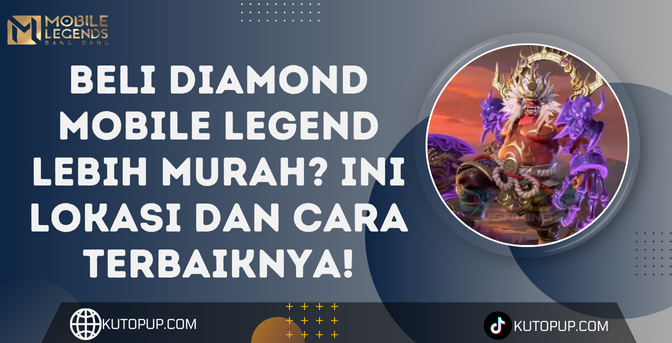 MOBILE
LEGENDS
BANG BANG
BELI DIAMOND
MOBILE LEGEND
LEBIH MURAH? INI
LOKASI DAN CARA
TERBAIKNYA!
KUTOPUP.COM
KUTOPUP.COM